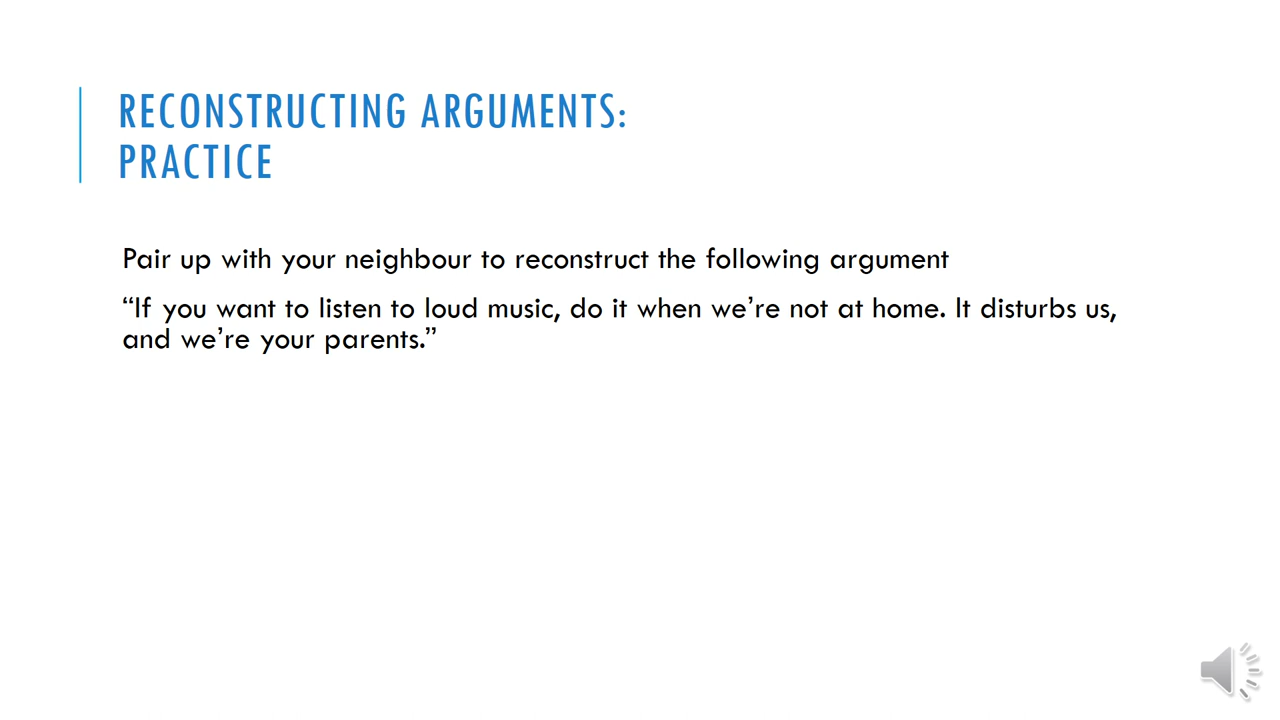 RECONSTRUCTING ARGUMENTS:
PRACTICE
Pair up with your neighbour to reconstruct the following argument
“If you want to listen to loud music, do it when we’re not at home. It disturbs us,
and we’re your parents.”